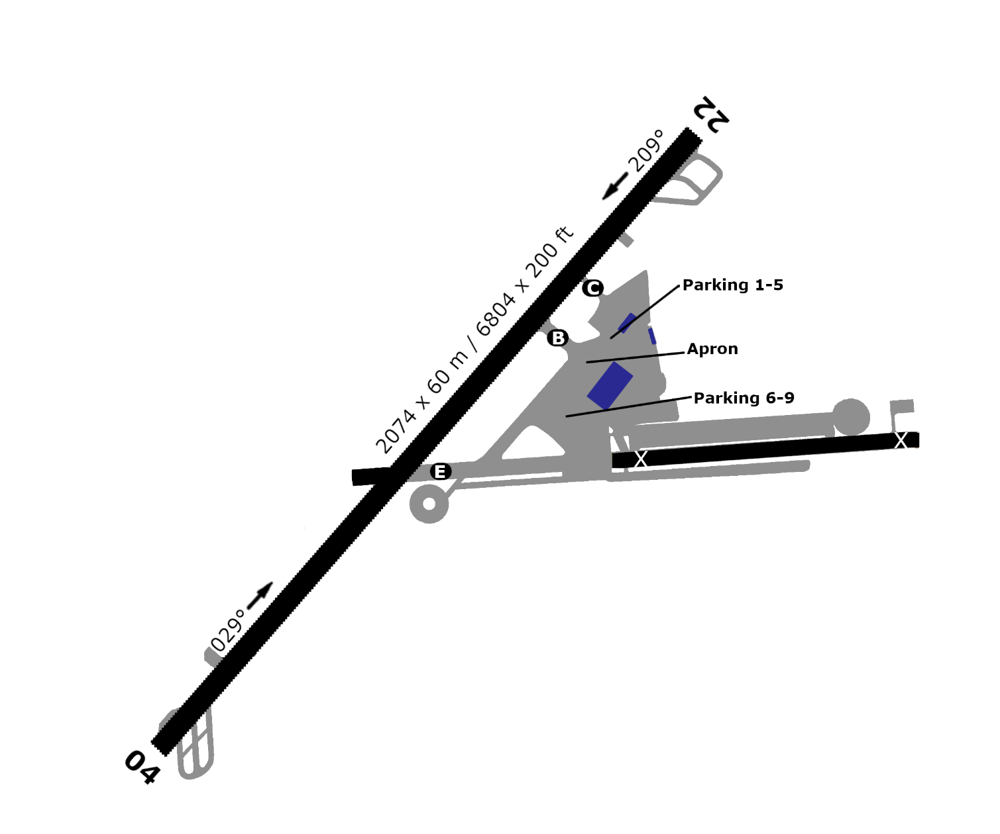 22
209°
2074 x 60 m / 6804 x 200 ft
C
Parking 1-5
B
Apron
Parking 6-9
X
X
E
029°
04